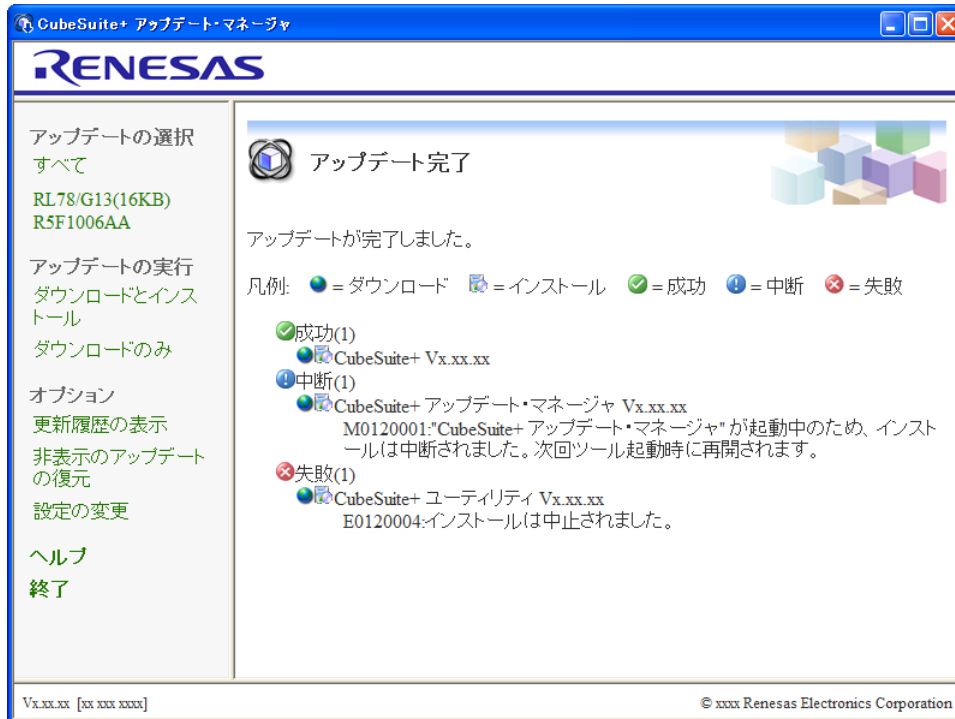 CubeSuite+ アップデート・マネージャ
RENESAS
アップデートの選択
すべて
RL78/G13(16KB)
R5F1006AA
アップデートの実行
ダウンロードとインス
トール
ダウンロードのみ
オプション
更新履歴の表示
非表示のアップデート
の復元
設定の変更
ヘルプ
終了
アップデート完了
アップデートが完了しました。
凡例: = ダウンロード = インストール = 成功 = 中断 = 失敗
成功(1)
CubeSuite+ Vx.xx.xx
中断(1)
CubeSuite+ アップデート・マネージャ Vx.xx.xx
M0120001:"CubeSuite+ アップデート・マネージャ" が起動中のため、インスト
ールは中断されました。次回ツール起動時に再開されます。
失敗(1)
CubeSuite+ ユーティリティ Vx.xx.xx
E0120004:インストールは中止されました。
Vx.xx.xx [xx xxx xxxx]
© xxxx Renesas Electronics Corporation